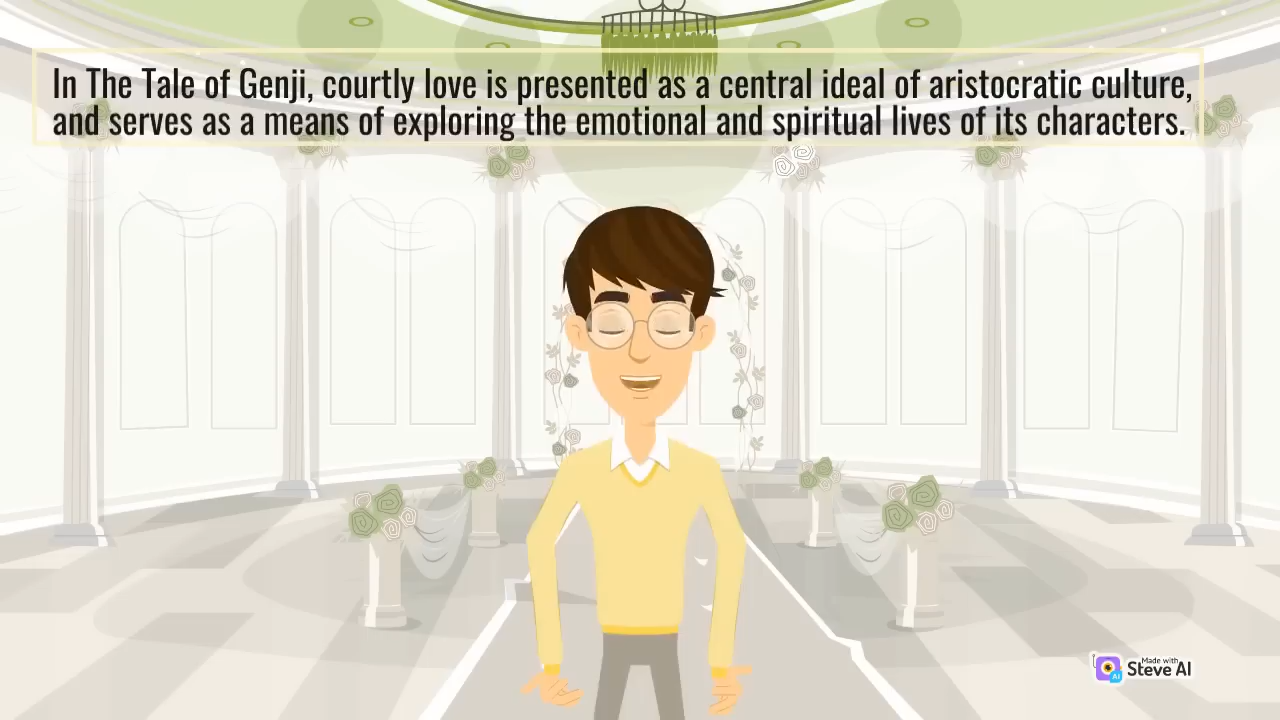 In The Tale of Genji, courtly love is presented as a central ideal of aristocratic culture,
and serves as a means of exploring the emotional and spiritual lives of its characters.
Made with
Steve AI
AI